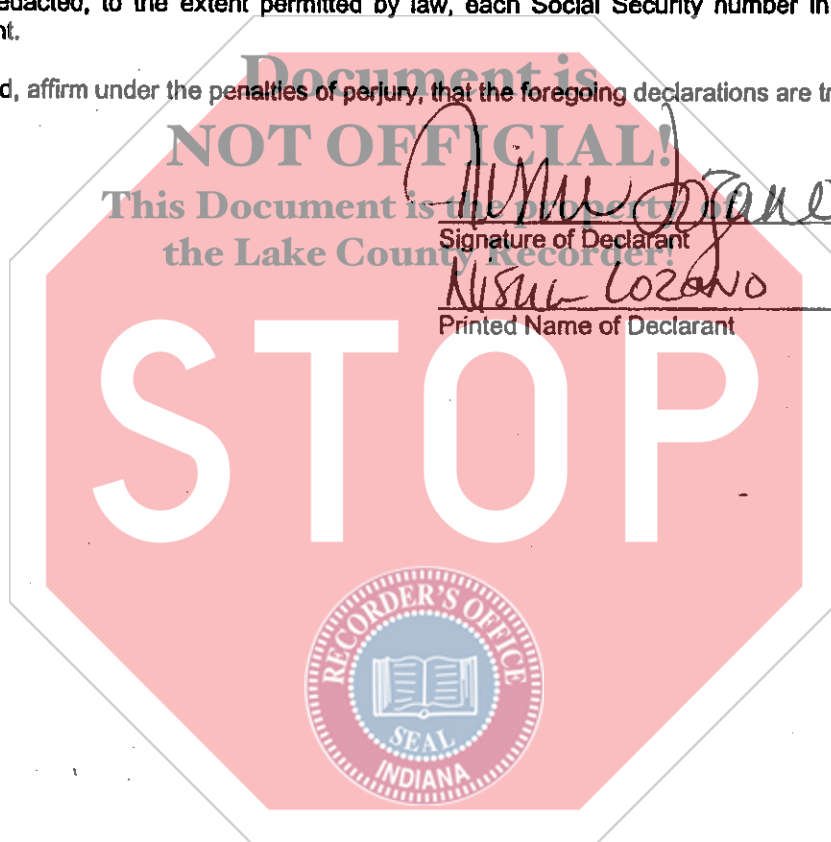 edacted, to the extent permitted by law, each Social Security number in
nt.
d, affirm under the penalties of perjury, that the foregoing declarations are tr
Document is
NOT OFFICIAL!
This Document is the property of
the Lake County Recorder!
Signature of Declarant
Lozano
Printed Name of Declarant
STOP
RECORDER'S OFFICE
SEAL
INDIANA